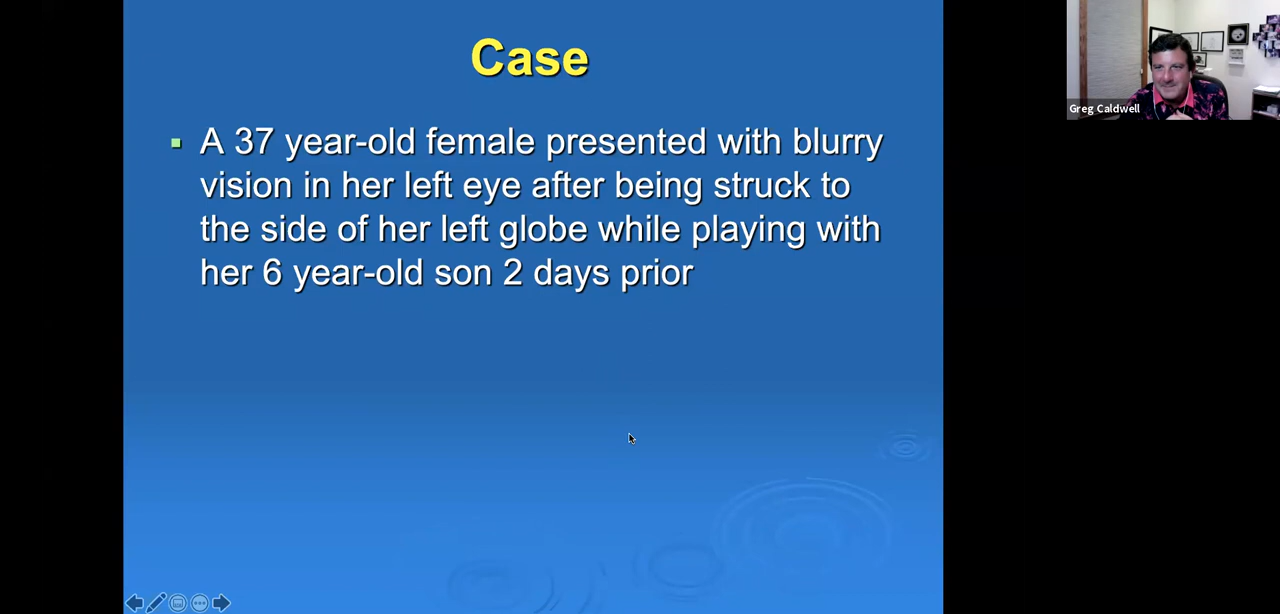 Case
A 37 year-old female presented with blurry
vision in her left eye after being struck to
the side of her left globe while playing with
her 6 year-old son 2 days prior
Greg Caldwell